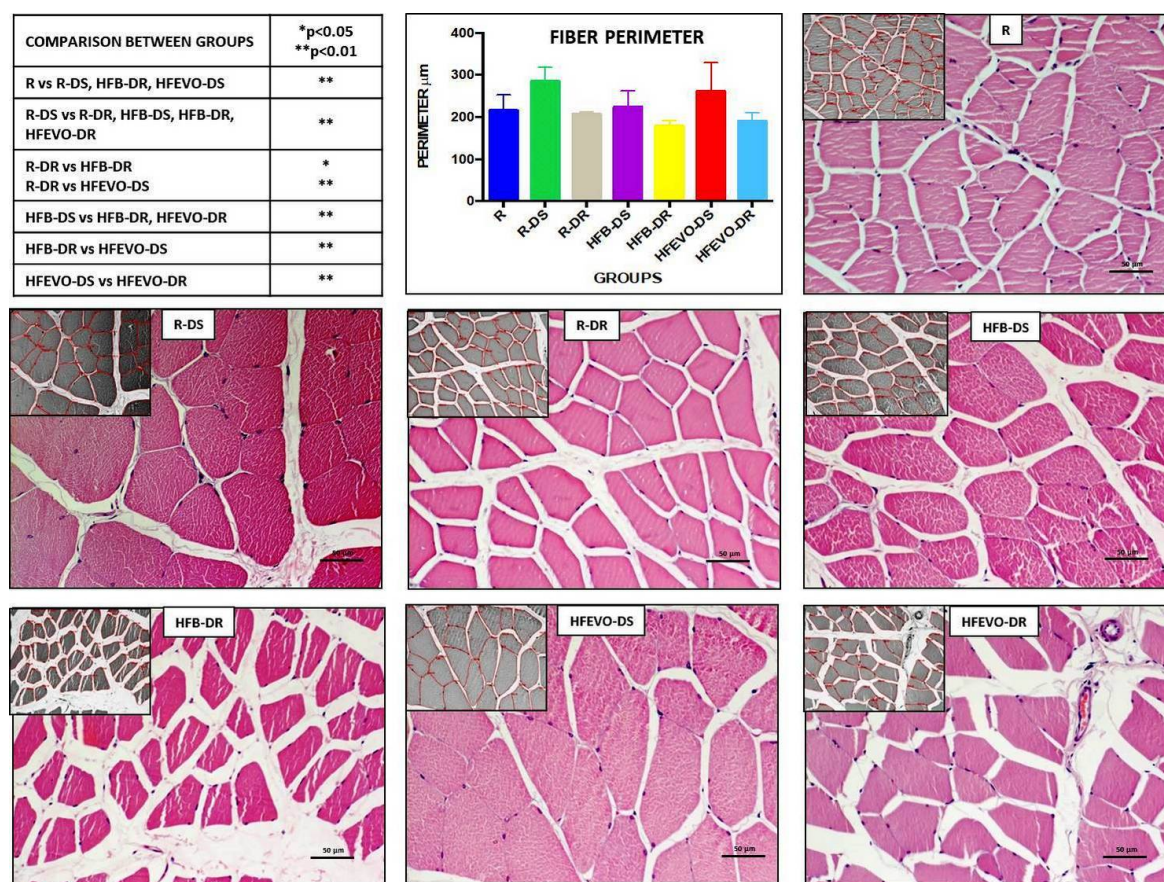 COMPARISON BETWEEN GROUPS
*p<0.05
**p<0.01
R vs R-DS, HFB-DR, HFEVO-DS
**
R-DS vs R-DR, HFB-DS, HFB-DR,
HFEVO-DR
**
R-DR vs HFB-DR
*
R-DR vs HFEVO-DS
**
HFB-DS vs HFB-DR, HFEVO-DR
**
HFB-DR vs HFEVO-DS
**
HFEVO-DS vs HFEVO-DR
**
FIBER PERIMETER
PERIMETER µm
400
300
200
100
0
R
R-DS
R-DR
HFB-DS
HFB-DR
HFEVO-DS
HFEVO-DR
GROUPS
R
50 µm
R-DS
50 µm
R-DR
50 µm
HFB-DS
50 µm
HFB-DR
50 µm
HFEVO-DS
50 µm
HFEVO-DR
50 µm